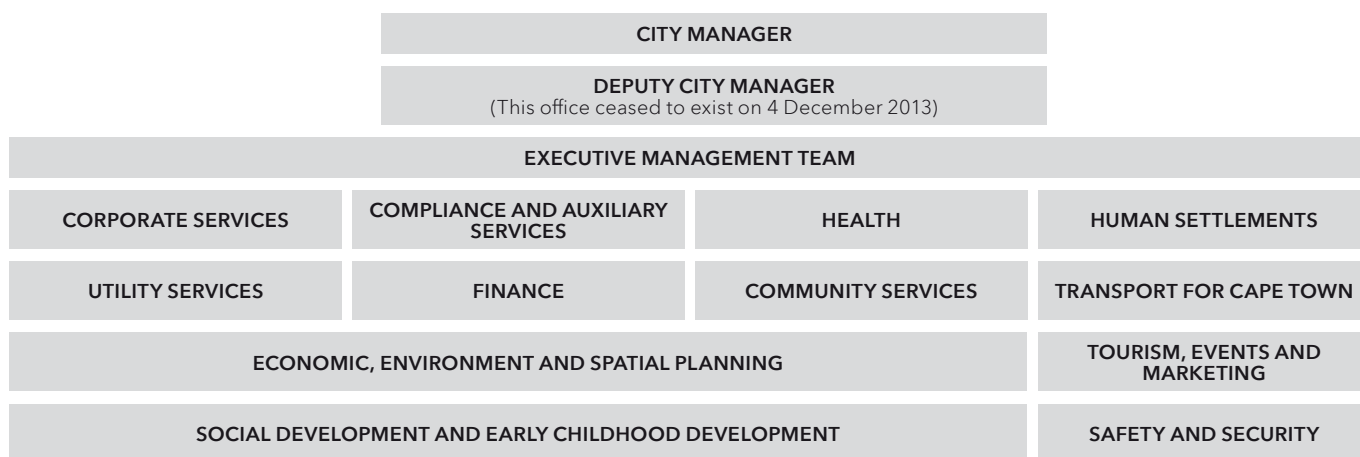 CITY MANAGER
DEPUTY CITY MANAGER
(This office ceased to exist on 4 December 2013)
EXECUTIVE MANAGEMENT TEAM
CORPORATE SERVICES
COMPLIANCE AND AUXILIARY
SERVICES
HEALTH
HUMAN SETTLEMENTS
UTILITY SERVICES
FINANCE
COMMUNITY SERVICES
TRANSPORT FOR CAPE TOWN
ECONOMIC, ENVIRONMENT AND SPATIAL PLANNING
TOURISM, EVENTS AND
MARKETING
SOCIAL DEVELOPMENT AND EARLY CHILDHOOD DEVELOPMENT
SAFETY AND SECURITY